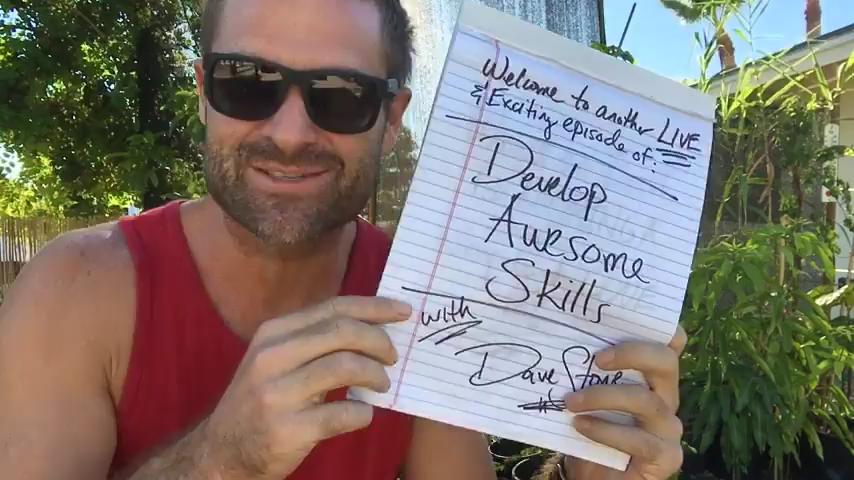 Welcome to another LIVE
& Exciting episode of:
Develop
Awesome
Skills
with
Dave Stone